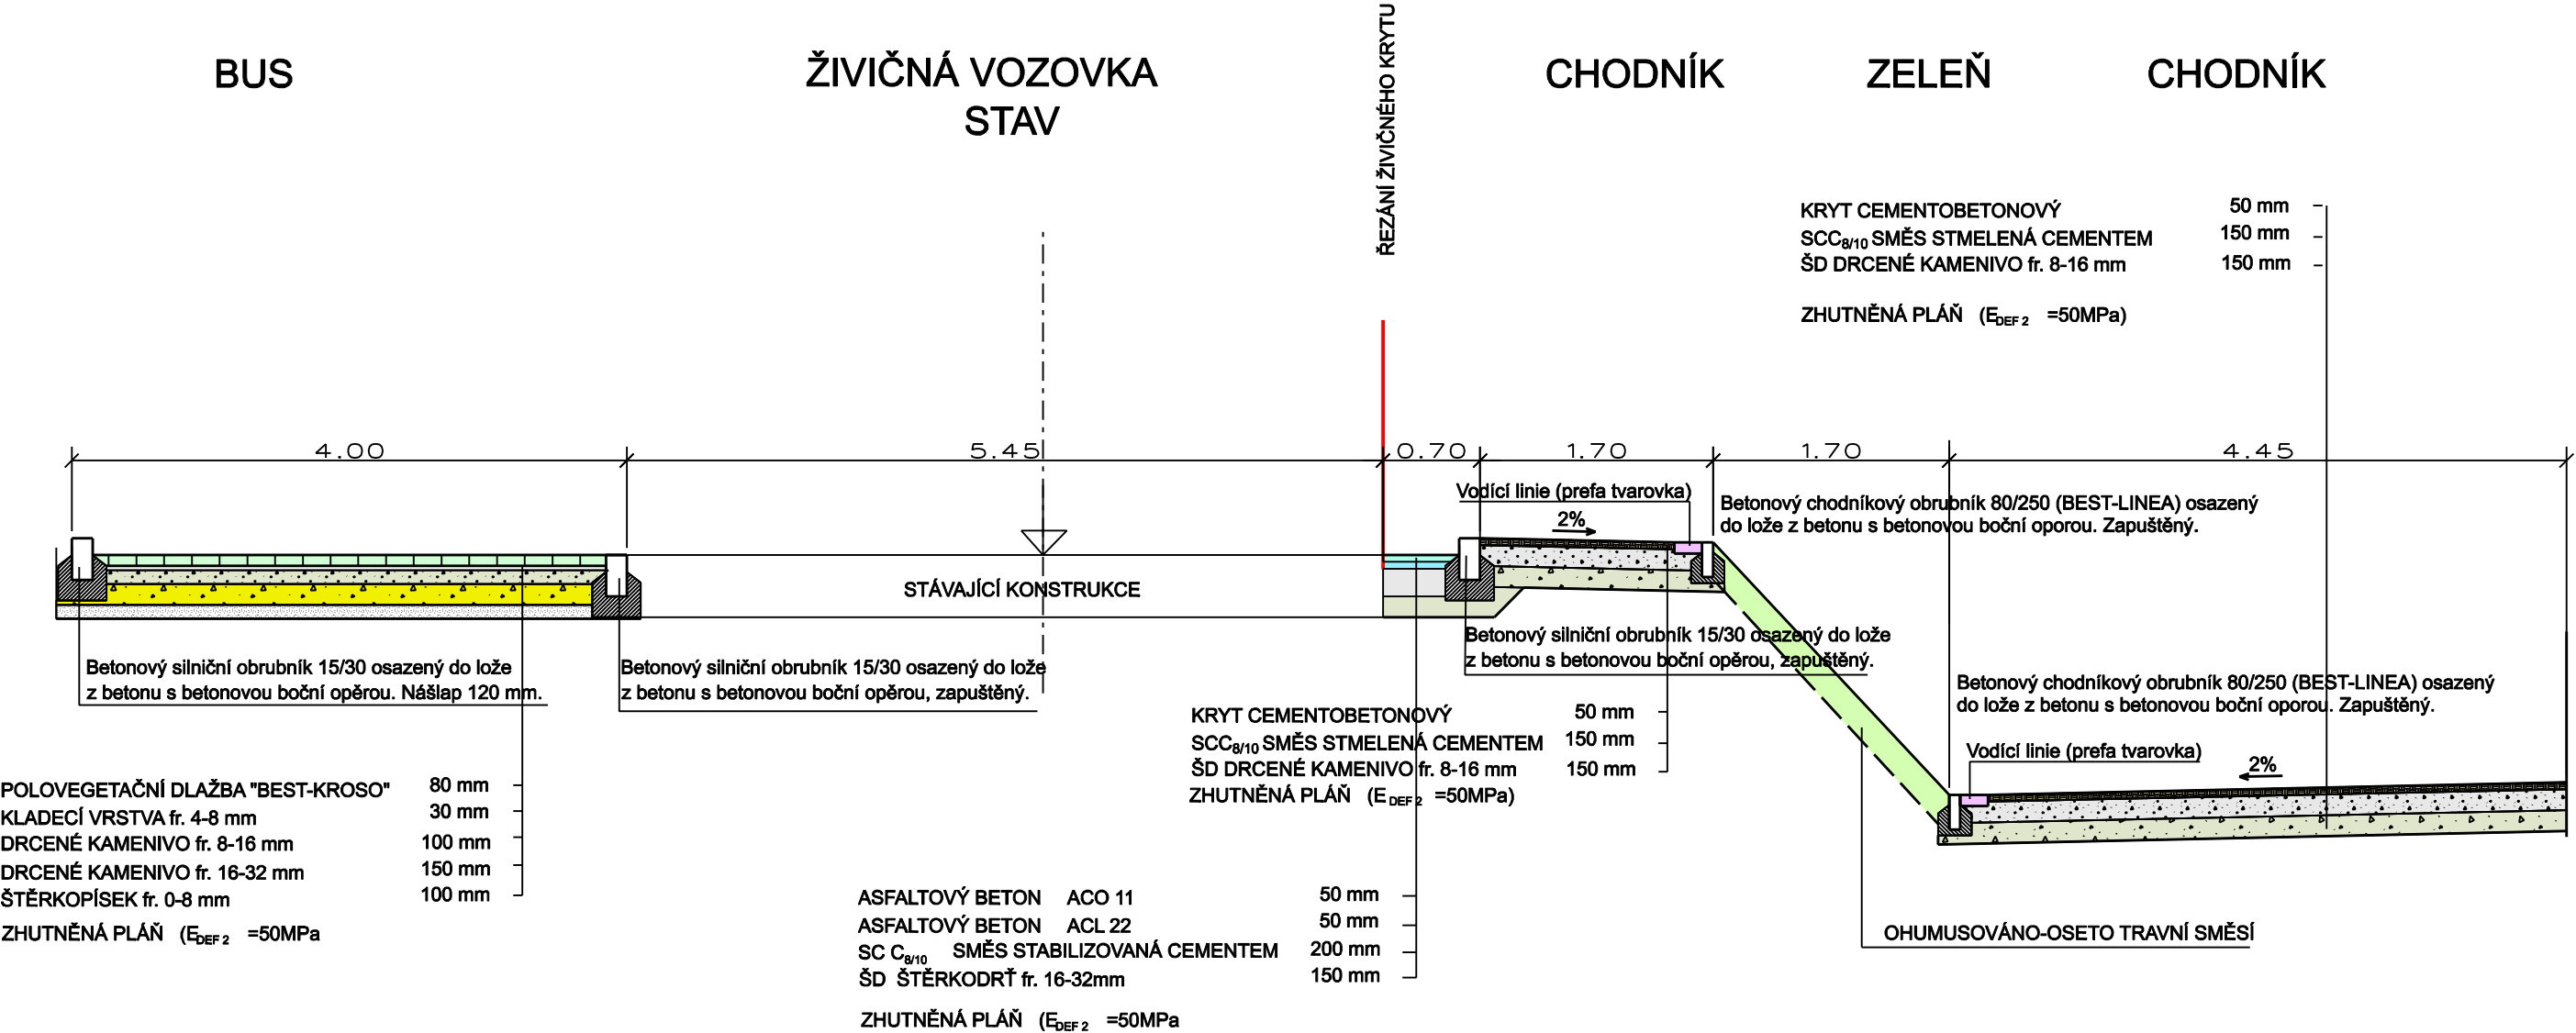 BUS
ŽIVIČNÁ VOZOVKA
STAV
ŘEZÁNÍ ŽIVIČNÉHO KRYTU
CHODNÍK
ZELEŇ
CHODNÍK
KRYT CEMENTOBETONOVÝ 50 mm
SCC8/10 SMĚS STMELENÁ CEMENTEM 150 mm
ŠD DRCENÉ KAMENIVO fr. 8-16 mm 150 mm
ZHUTNĚNÁ PLÁŇ (EDEF 2 =50MPa)
4.00
5.45
0.70
1.70
1.70
4.45
Vodící linie (prefa tvarovka)
2%
Betonový chodníkový obrubník 80/250 (BEST-LINEA) osazený
do lože z betonu s betonovou boční oporou. Zapuštěný.
STÁVAJÍCÍ KONSTRUKCE
Betonový silniční obrubník 15/30 osazený do lože
z betonu s betonovou boční opěrou. Nášlap 120 mm.
Betonový silniční obrubník 15/30 osazený do lože
z betonu s betonovou boční opěrou, zapuštěný.
Betonový silniční obrubník 15/30 osazený do lože
z betonu s betonovou boční opěrou, zapuštěný.
Betonový chodníkový obrubník 80/250 (BEST-LINEA) osazený
do lože z betonu s betonovou boční oporou. Zapuštěný.
Vodící linie (prefa tvarovka)
2%
KRYT CEMENTOBETONOVÝ 50 mm
SCC8/10 SMĚS STMELENÁ CEMENTEM 150 mm
ŠD DRCENÉ KAMENIVO fr. 8-16 mm 150 mm
ZHUTNĚNÁ PLÁŇ (EDEF 2 =50MPa)
POLOVEGETAČNÍ DLAŽBA "BEST-KROSO" 80 mm
KLADECÍ VRSTVA fr. 4-8 mm 30 mm
DRCENÉ KAMENIVO fr. 8-16 mm 100 mm
DRCENÉ KAMENIVO fr. 16-32 mm 150 mm
ŠTĚRKOPÍSEK fr. 0-8 mm 100 mm
ZHUTNĚNÁ PLÁŇ (EDEF 2 =50MPa
ASFALTOVÝ BETON ACO 11 50 mm
ASFALTOVÝ BETON ACL 22 50 mm
SC C8/10 SMĚS STABILIZOVANÁ CEMENTEM 200 mm
ŠD ŠTĚRKODRŤ fr. 16-32mm 150 mm
ZHUTNĚNÁ PLÁŇ (EDEF 2 =50MPa
OHUMUSOVÁNO-OSETO TRAVNÍ SMĚSÍ